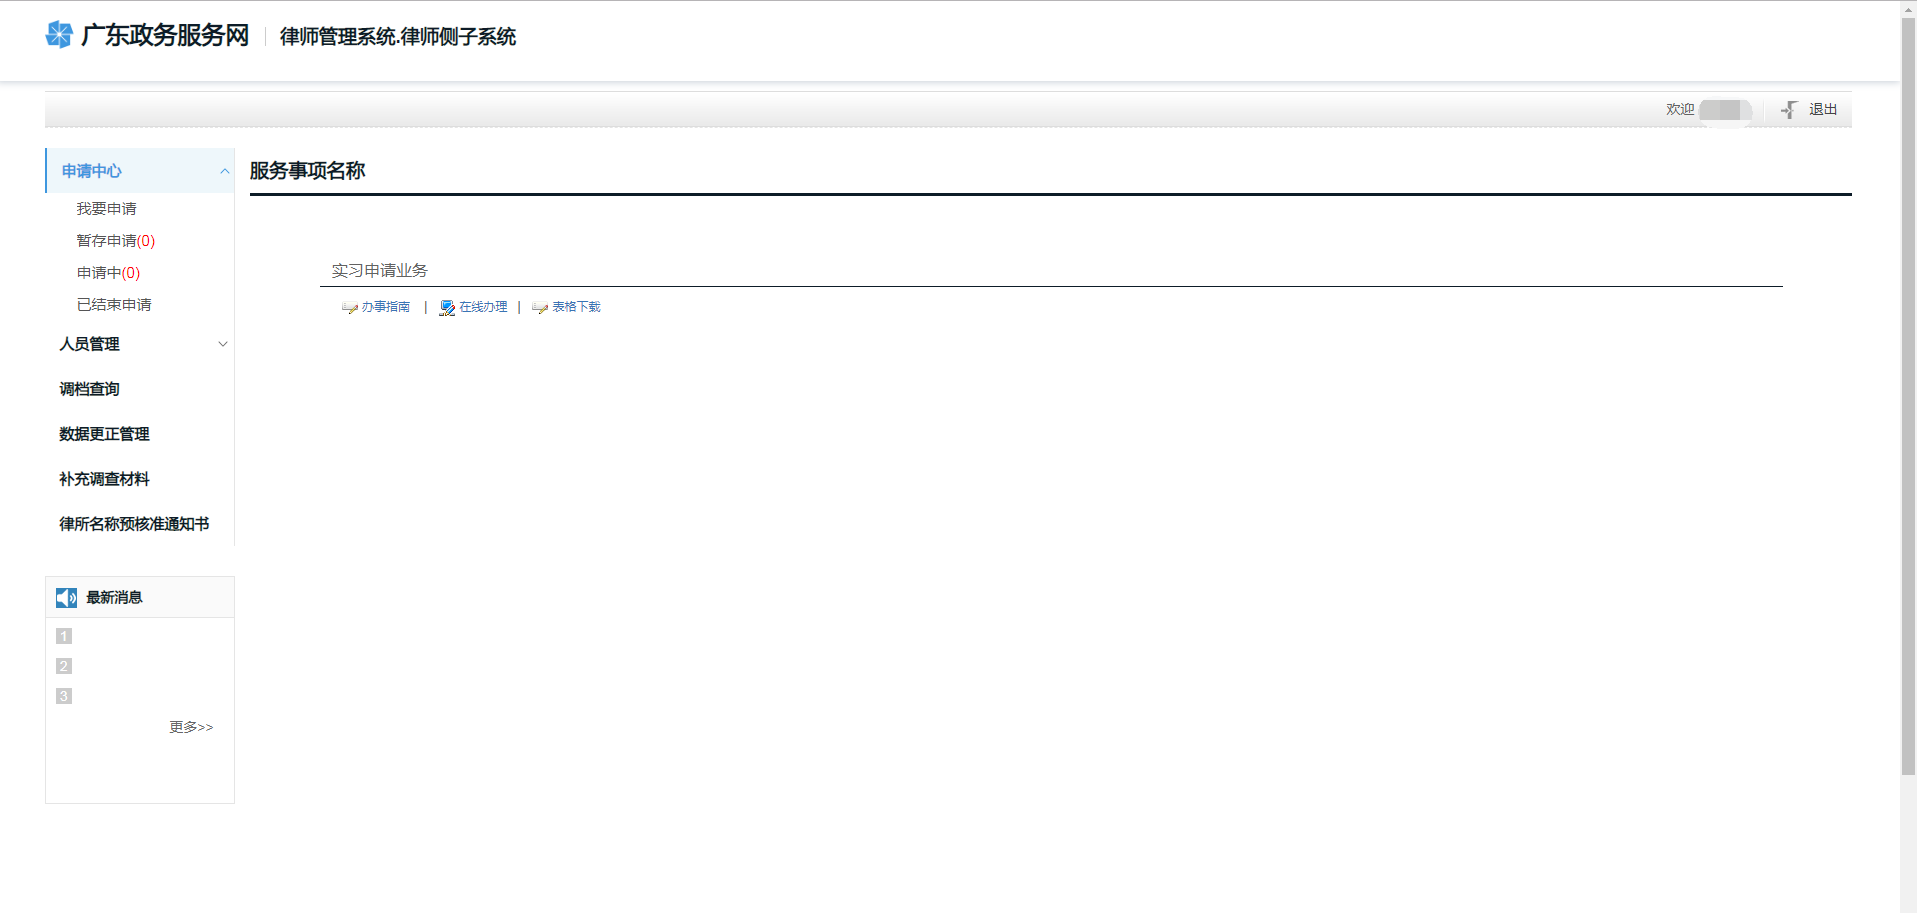 广东政务服务网 律师管理系统.律师侧子系统
欢迎 退出
申请中心
我要申请
暂存申请(0)
申请中(0)
已结束申请
人员管理
调档查询
数据更正管理
补充调查材料
律所名称预核准通知书
最新消息
1
2
3
更多>>
服务事项名称
实习申请业务
办事指南 | 在线办理 | 表格下载